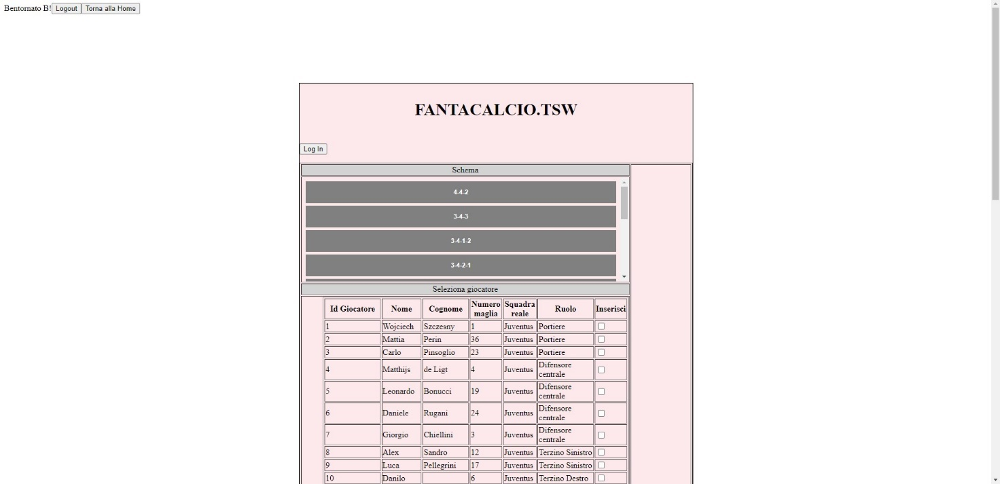 Bentornato B! Logout Torna alla Home
FANTACALCIO.TSW
Log In
Schema
4-4-2
3-4-3
3-4-1-2
3-4-2-1
Seleziona giocatore
Id Giocatore Nome Cognome Numero maglia Squadra reale Ruolo Inserisci
1 Wojciech Szczesny 1 Juventus Portiere
2 Mattia Perin 36 Juventus Portiere
3 Carlo Pinsoglio 23 Juventus Portiere
4 Matthijs de Ligt 4 Juventus Difensore centrale
5 Leonardo Bonucci 19 Juventus Difensore centrale
6 Daniele Rugani 24 Juventus Difensore centrale
7 Giorgio Chiellini 3 Juventus Difensore centrale
8 Alex Sandro 12 Juventus Terzino Sinistro
9 Luca Pellegrini 17 Juventus Terzino Sinistro
10 Danilo 6 Juventus Terzino Destro